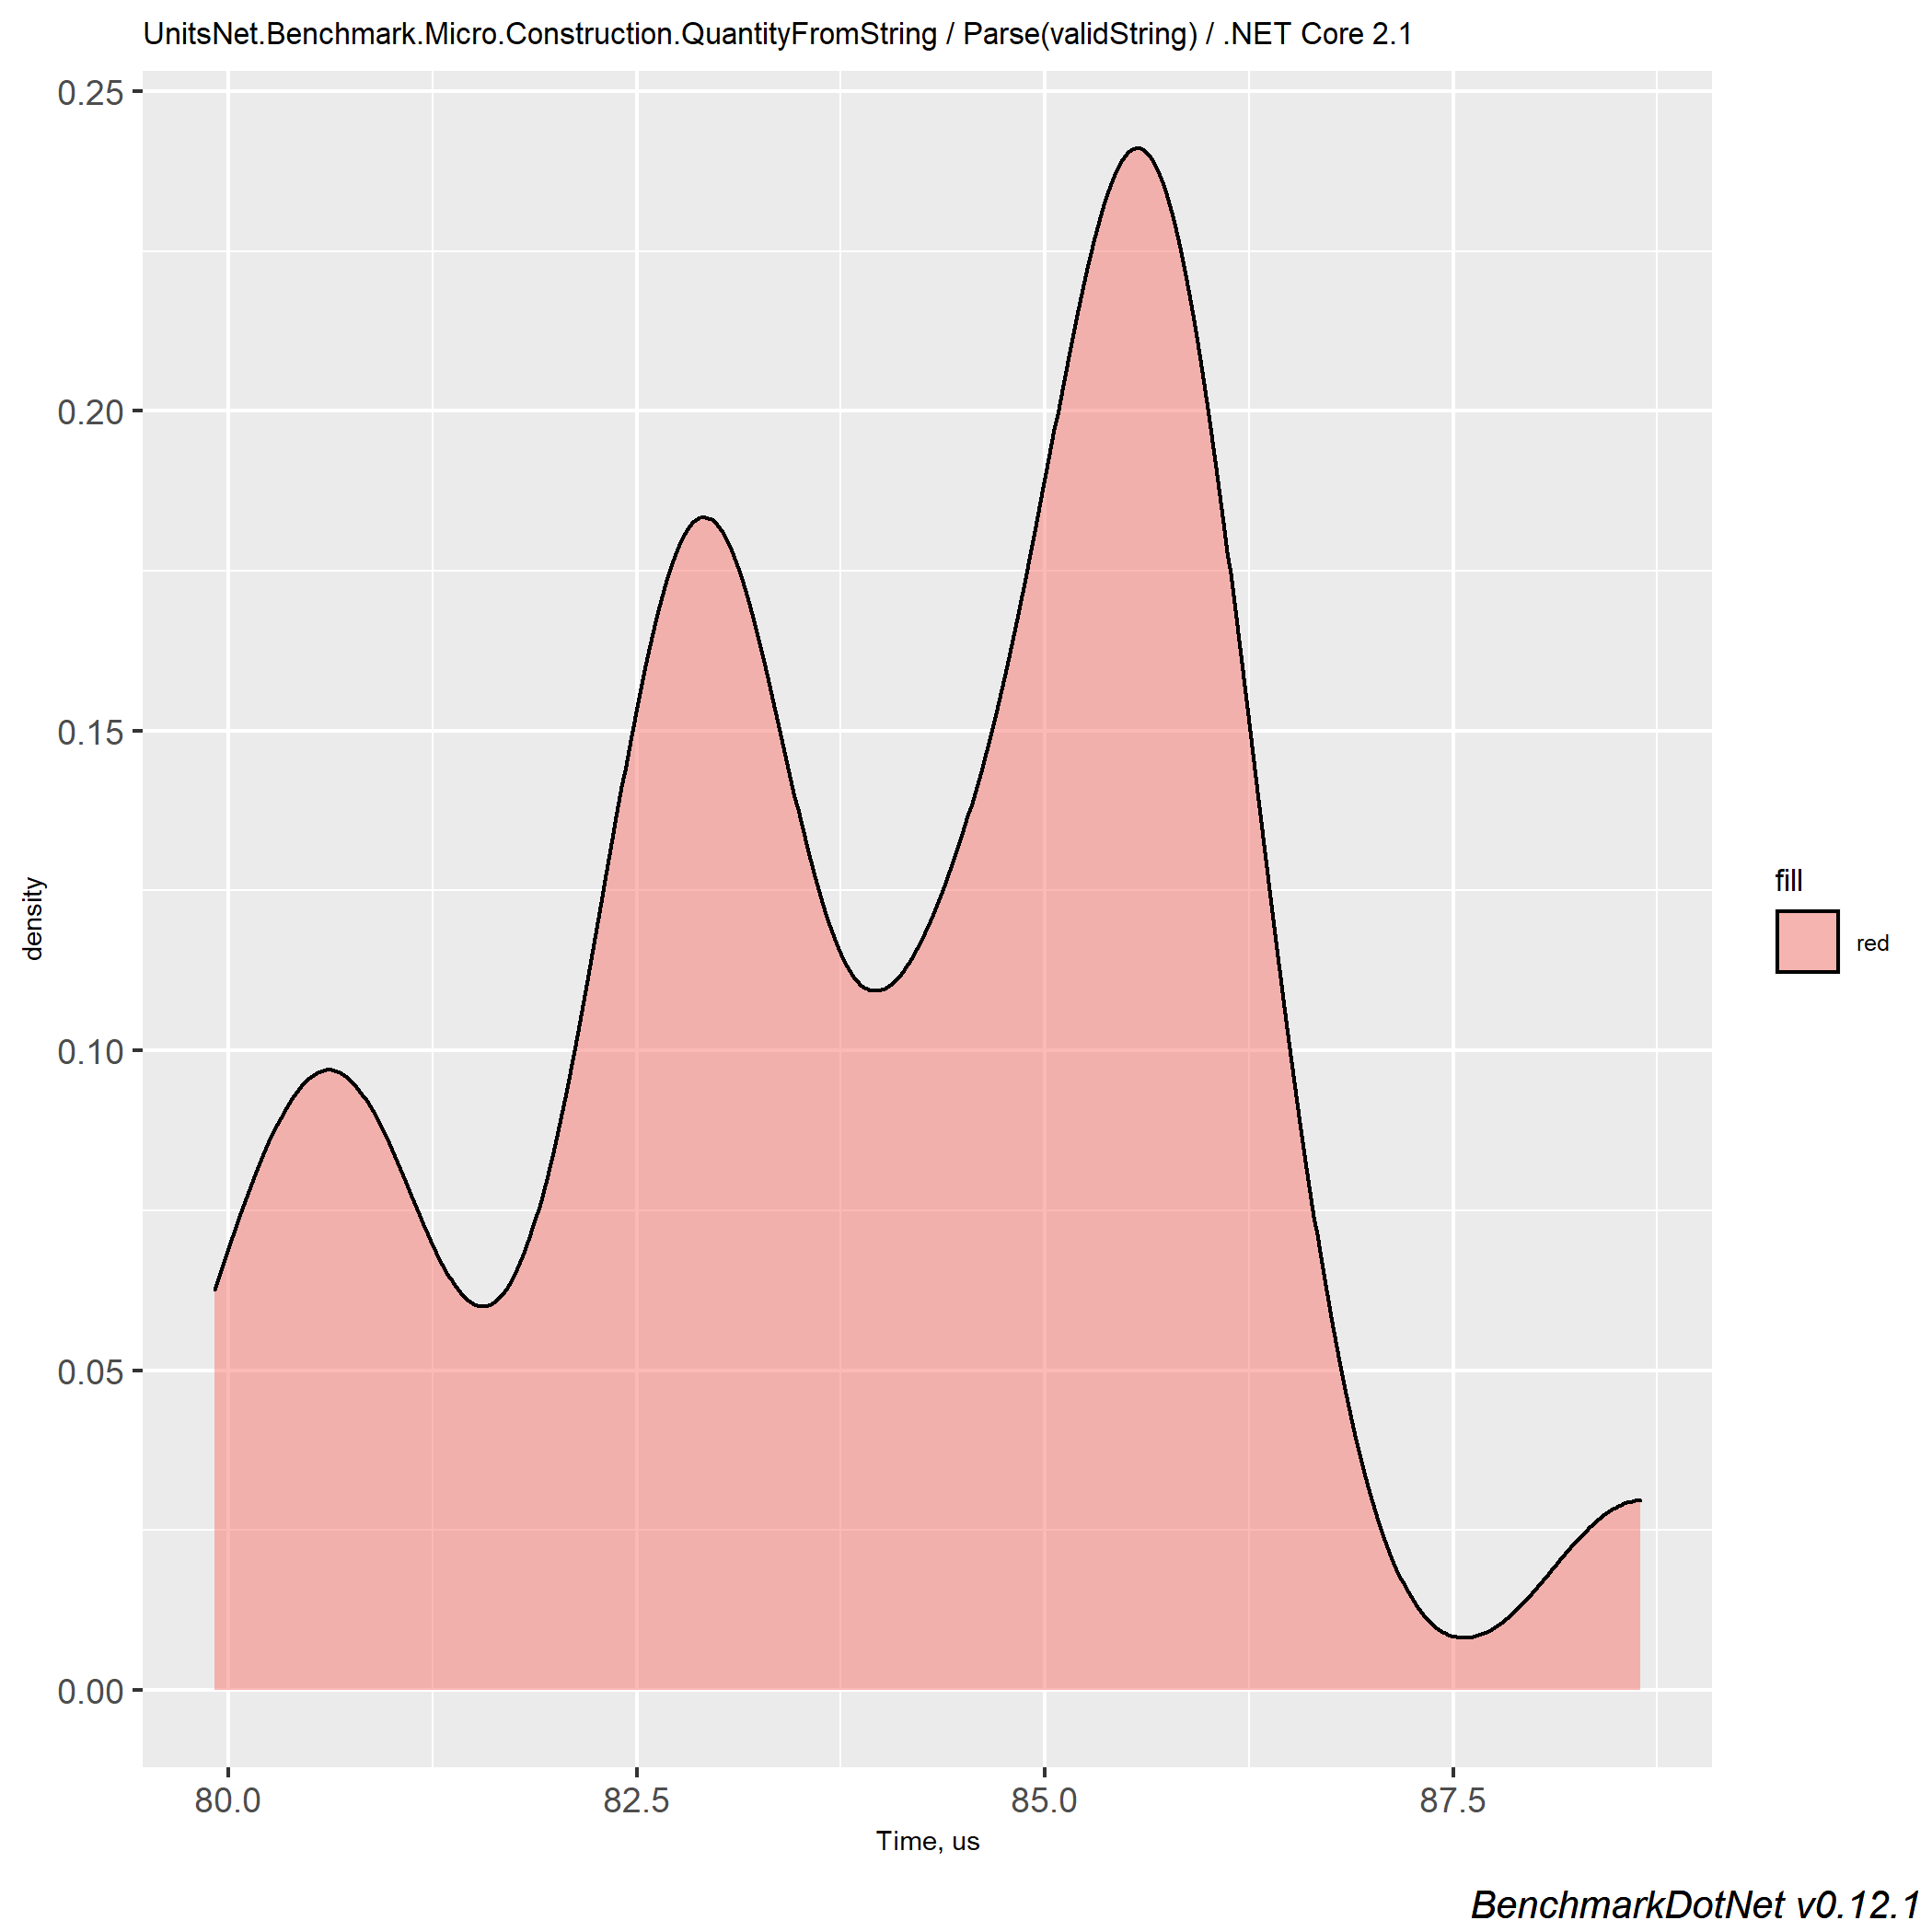 UnitsNet.Benchmark.Micro.Construction.QuantityFromString / Parse(validString) / .NET Core 2.1
0.25
0.20
0.15
0.10
0.05
0.00
density
80.0
82.5
85.0
87.5
Time, us
fill
red
BenchmarkDotNet v0.12.1